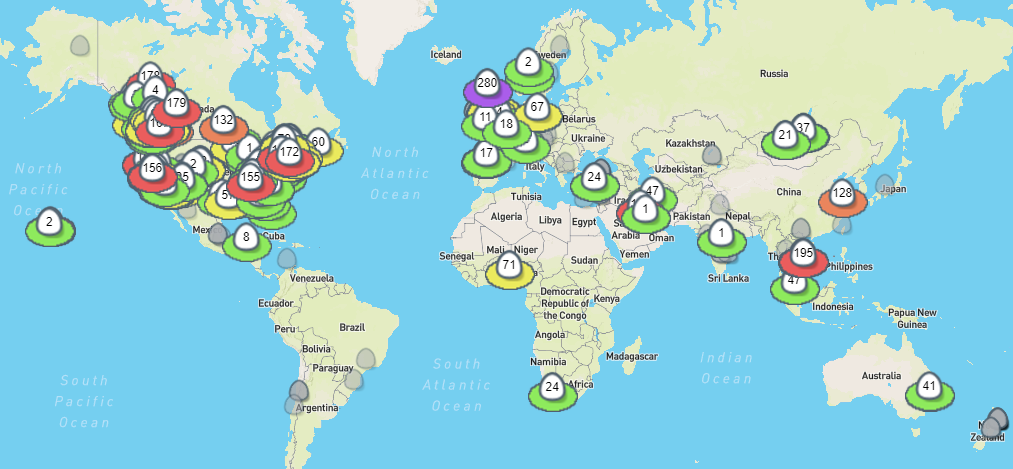 Iceland
Sweden
Russia
178
4
280
2
179
132
11
67
Belarus
18
Ukraine
21
37
Kazakhstan
60
172
17
Italy
Uzbekistan
North
Pacific
156
2
155
North
Atlantic
Ocean
24
47
China
128
Japan
Tunisia
Algeria
Libya
Egypt
1
Pakistan
Nepal
2
8
Cuba
Oman
1
Mali
Niger
Yemen
Senegal
71
Sudan
Sri Lanka
195
Philippines
47
Venezuela
Ecuador
Democratic
Republic of
the Congo
Kenya
Indonesia
Papua New
Guinea
Peru
Brazil
Angola
Bolivia
Madagascar
Indian
Ocean
Paraguay
South
Atlantic
Ocean
Namibia
South
Pacific
Ocean
24
Africa
Australia
41
Argentina
Zealand